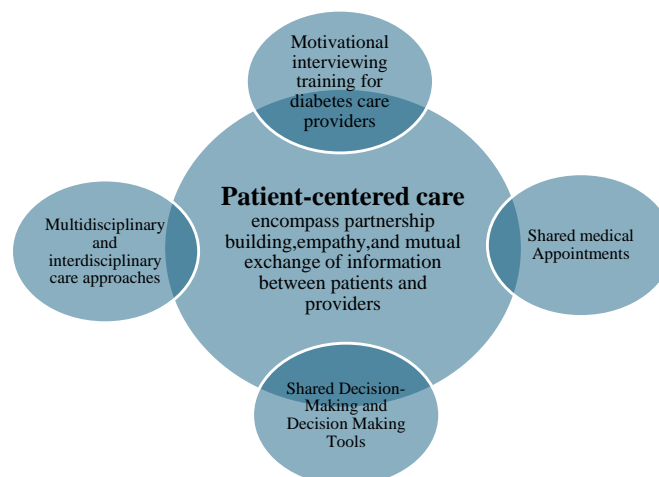 Motivational
interviewing
training for
diabetes care
providers
Patient-centered care
encompass partnership
building,empathy,and mutual
exchange of information
between patients and
providers
Multidisciplinary
and
interdisciplinary
care approaches
Shared medical
Appointments
Shared Decision-
Making and
Decision Making
Tools